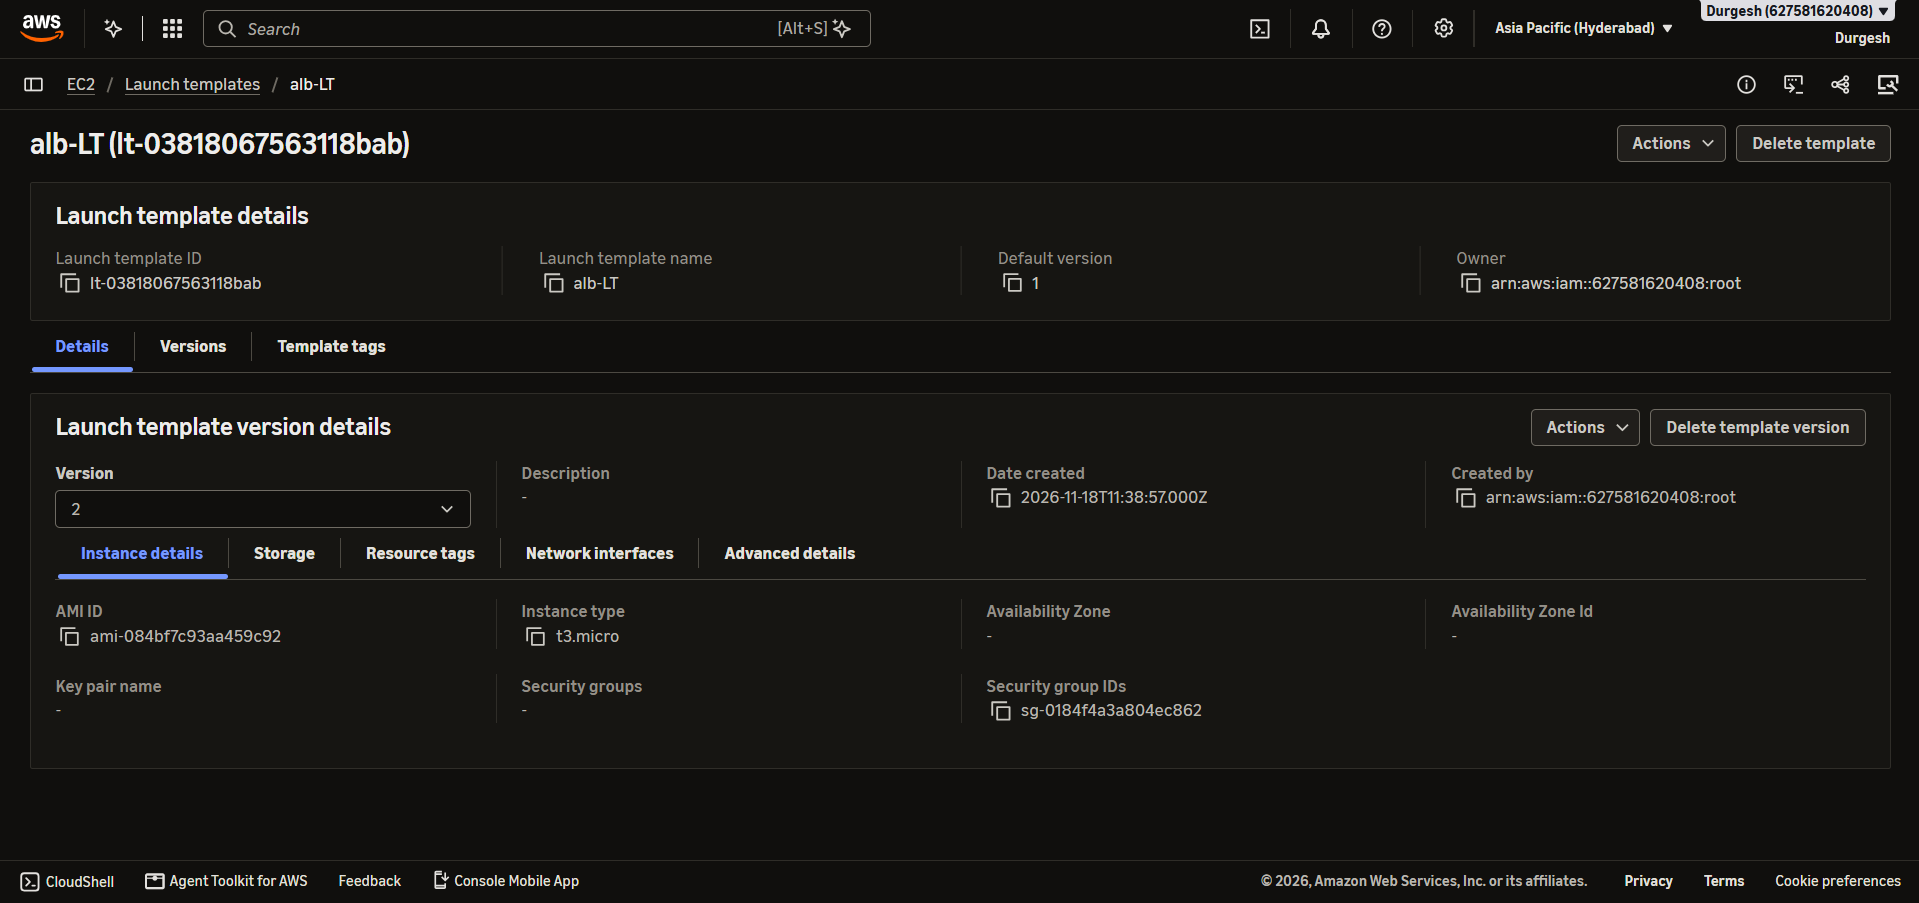 aws
Search [Alt+S]
Asia Pacific (Hyderabad)
Durgesh (627581620408)
Durgesh
EC2 / Launch templates / alb-LT
alb-LT (lt-03818067563118bab)
Actions
Delete template
Launch template details
Launch template ID
lt-03818067563118bab
Launch template name
alb-LT
Default version
1
Owner
arn:aws:iam::627581620408:root
Details
Versions
Template tags
Launch template version details
Actions
Delete template version
Version
2
Description
-
Date created
2026-11-18T11:38:57.000Z
Created by
arn:aws:iam::627581620408:root
Instance details
Storage
Resource tags
Network interfaces
Advanced details
AMI ID
ami-084bf7c93aa459c92
Instance type
t3.micro
Availability Zone
-
Availability Zone Id
-
Key pair name
-
Security groups
-
Security group IDs
sg-0184f4a3a804ec862
CloudShell
Agent Toolkit for AWS
Feedback
Console Mobile App
© 2026, Amazon Web Services, Inc. or its affiliates.
Privacy
Terms
Cookie preferences